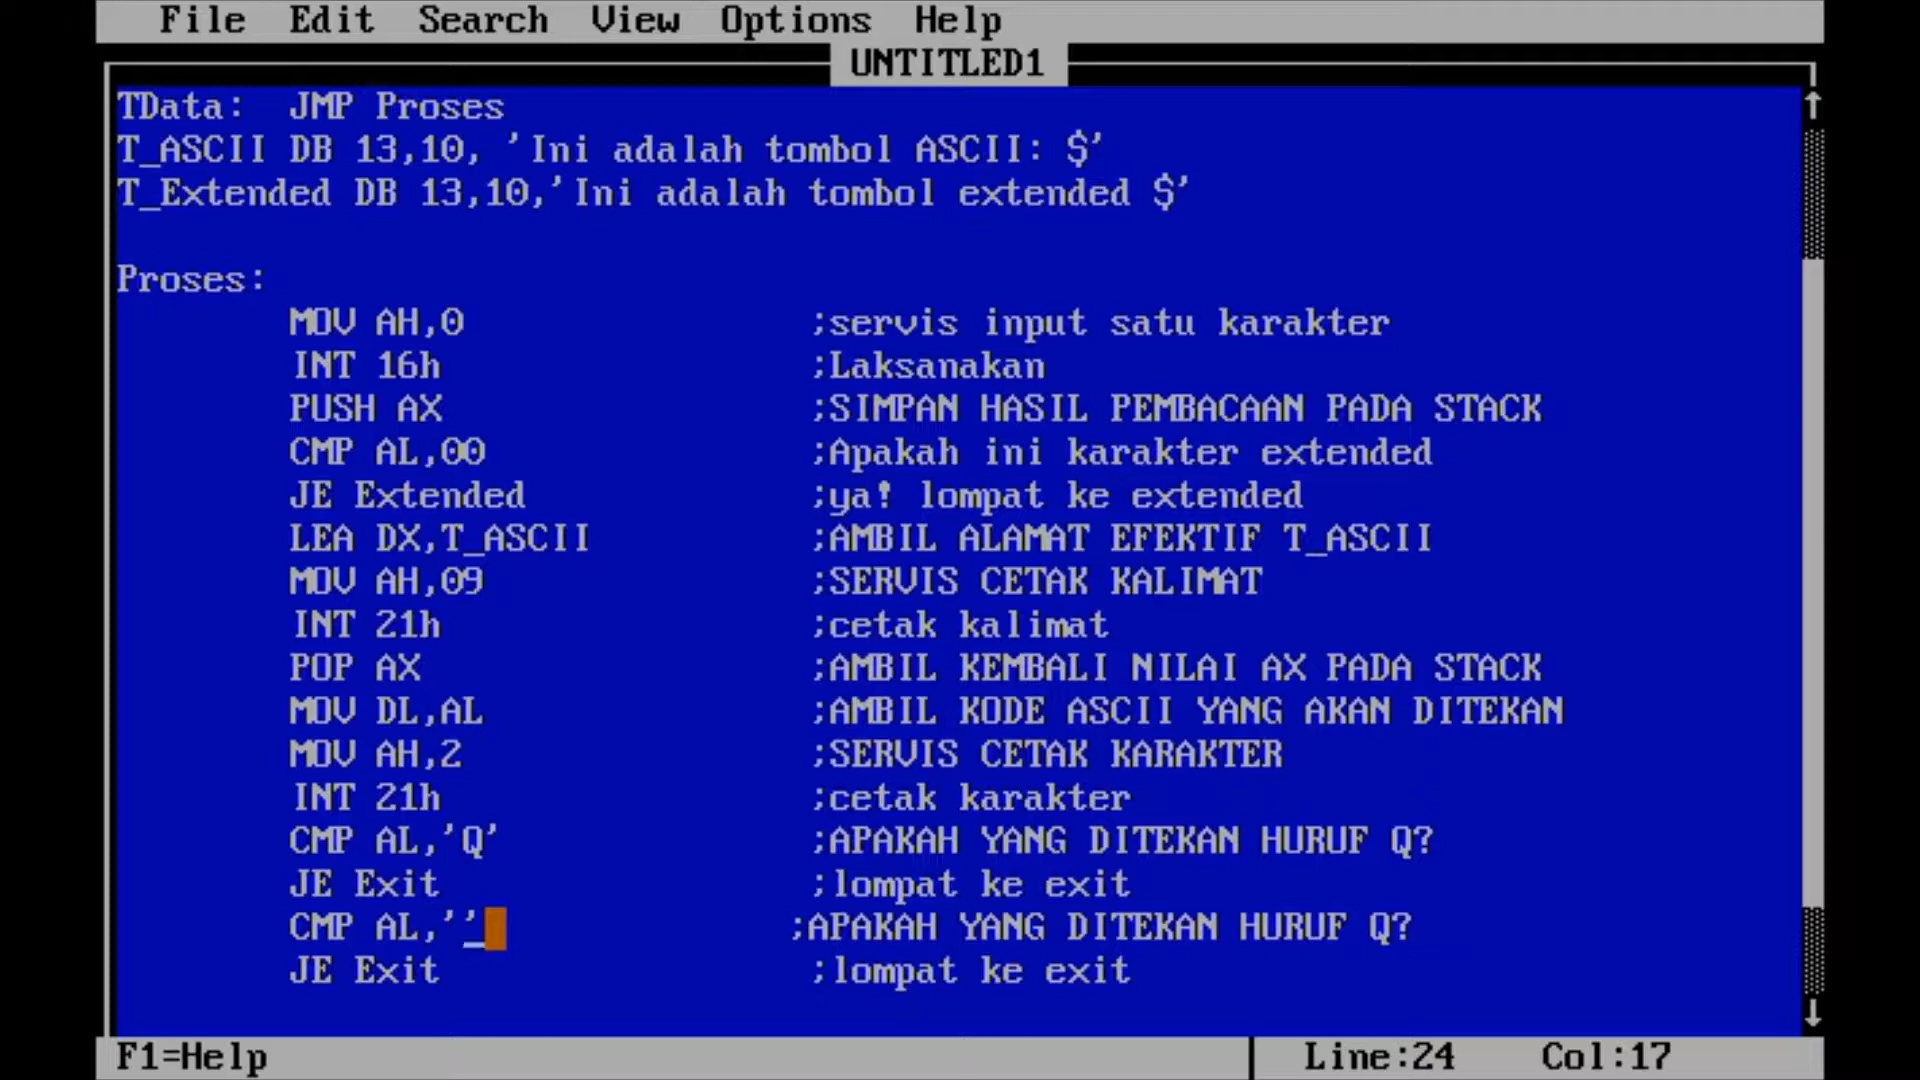 File Edit Search View Options Help
UNTITLED1
TData: JMP Proses
T_ASCII DB 13,10, 'Ini adalah tombol ASCII: $'
T_Extended DB 13,10,'Ini adalah tombol extended $'
Proses:
MOV AH,0 ;servis input satu karakter
INT 16h ;Laksanakan
PUSH AX ;SIMPAN HASIL PEMBACAAN PADA STACK
CMP AL,00 ;Apakah ini karakter extended
JE Extended ;ya! lompat ke extended
LEA DX,T_ASCII ;AMBIL ALAMAT EFEKTIF T_ASCII
MOV AH,09 ;SERVIS CETAK KALIMAT
INT 21h ;cetak kalimat
POP AX ;AMBIL KEMBALI NILAI AX PADA STACK
MOV DL,AL ;AMBIL KODE ASCII YANG AKAN DITEKAN
MOV AH,2 ;SERVIS CETAK KARAKTER
INT 21h ;cetak karakter
CMP AL,'Q' ;APAKAH YANG DITEKAN HURUF Q?
JE Exit ;lompat ke exit
CMP AL,'' ;APAKAH YANG DITEKAN HURUF Q?
JE Exit ;lompat ke exit
F1=Help Line:24 Col:17